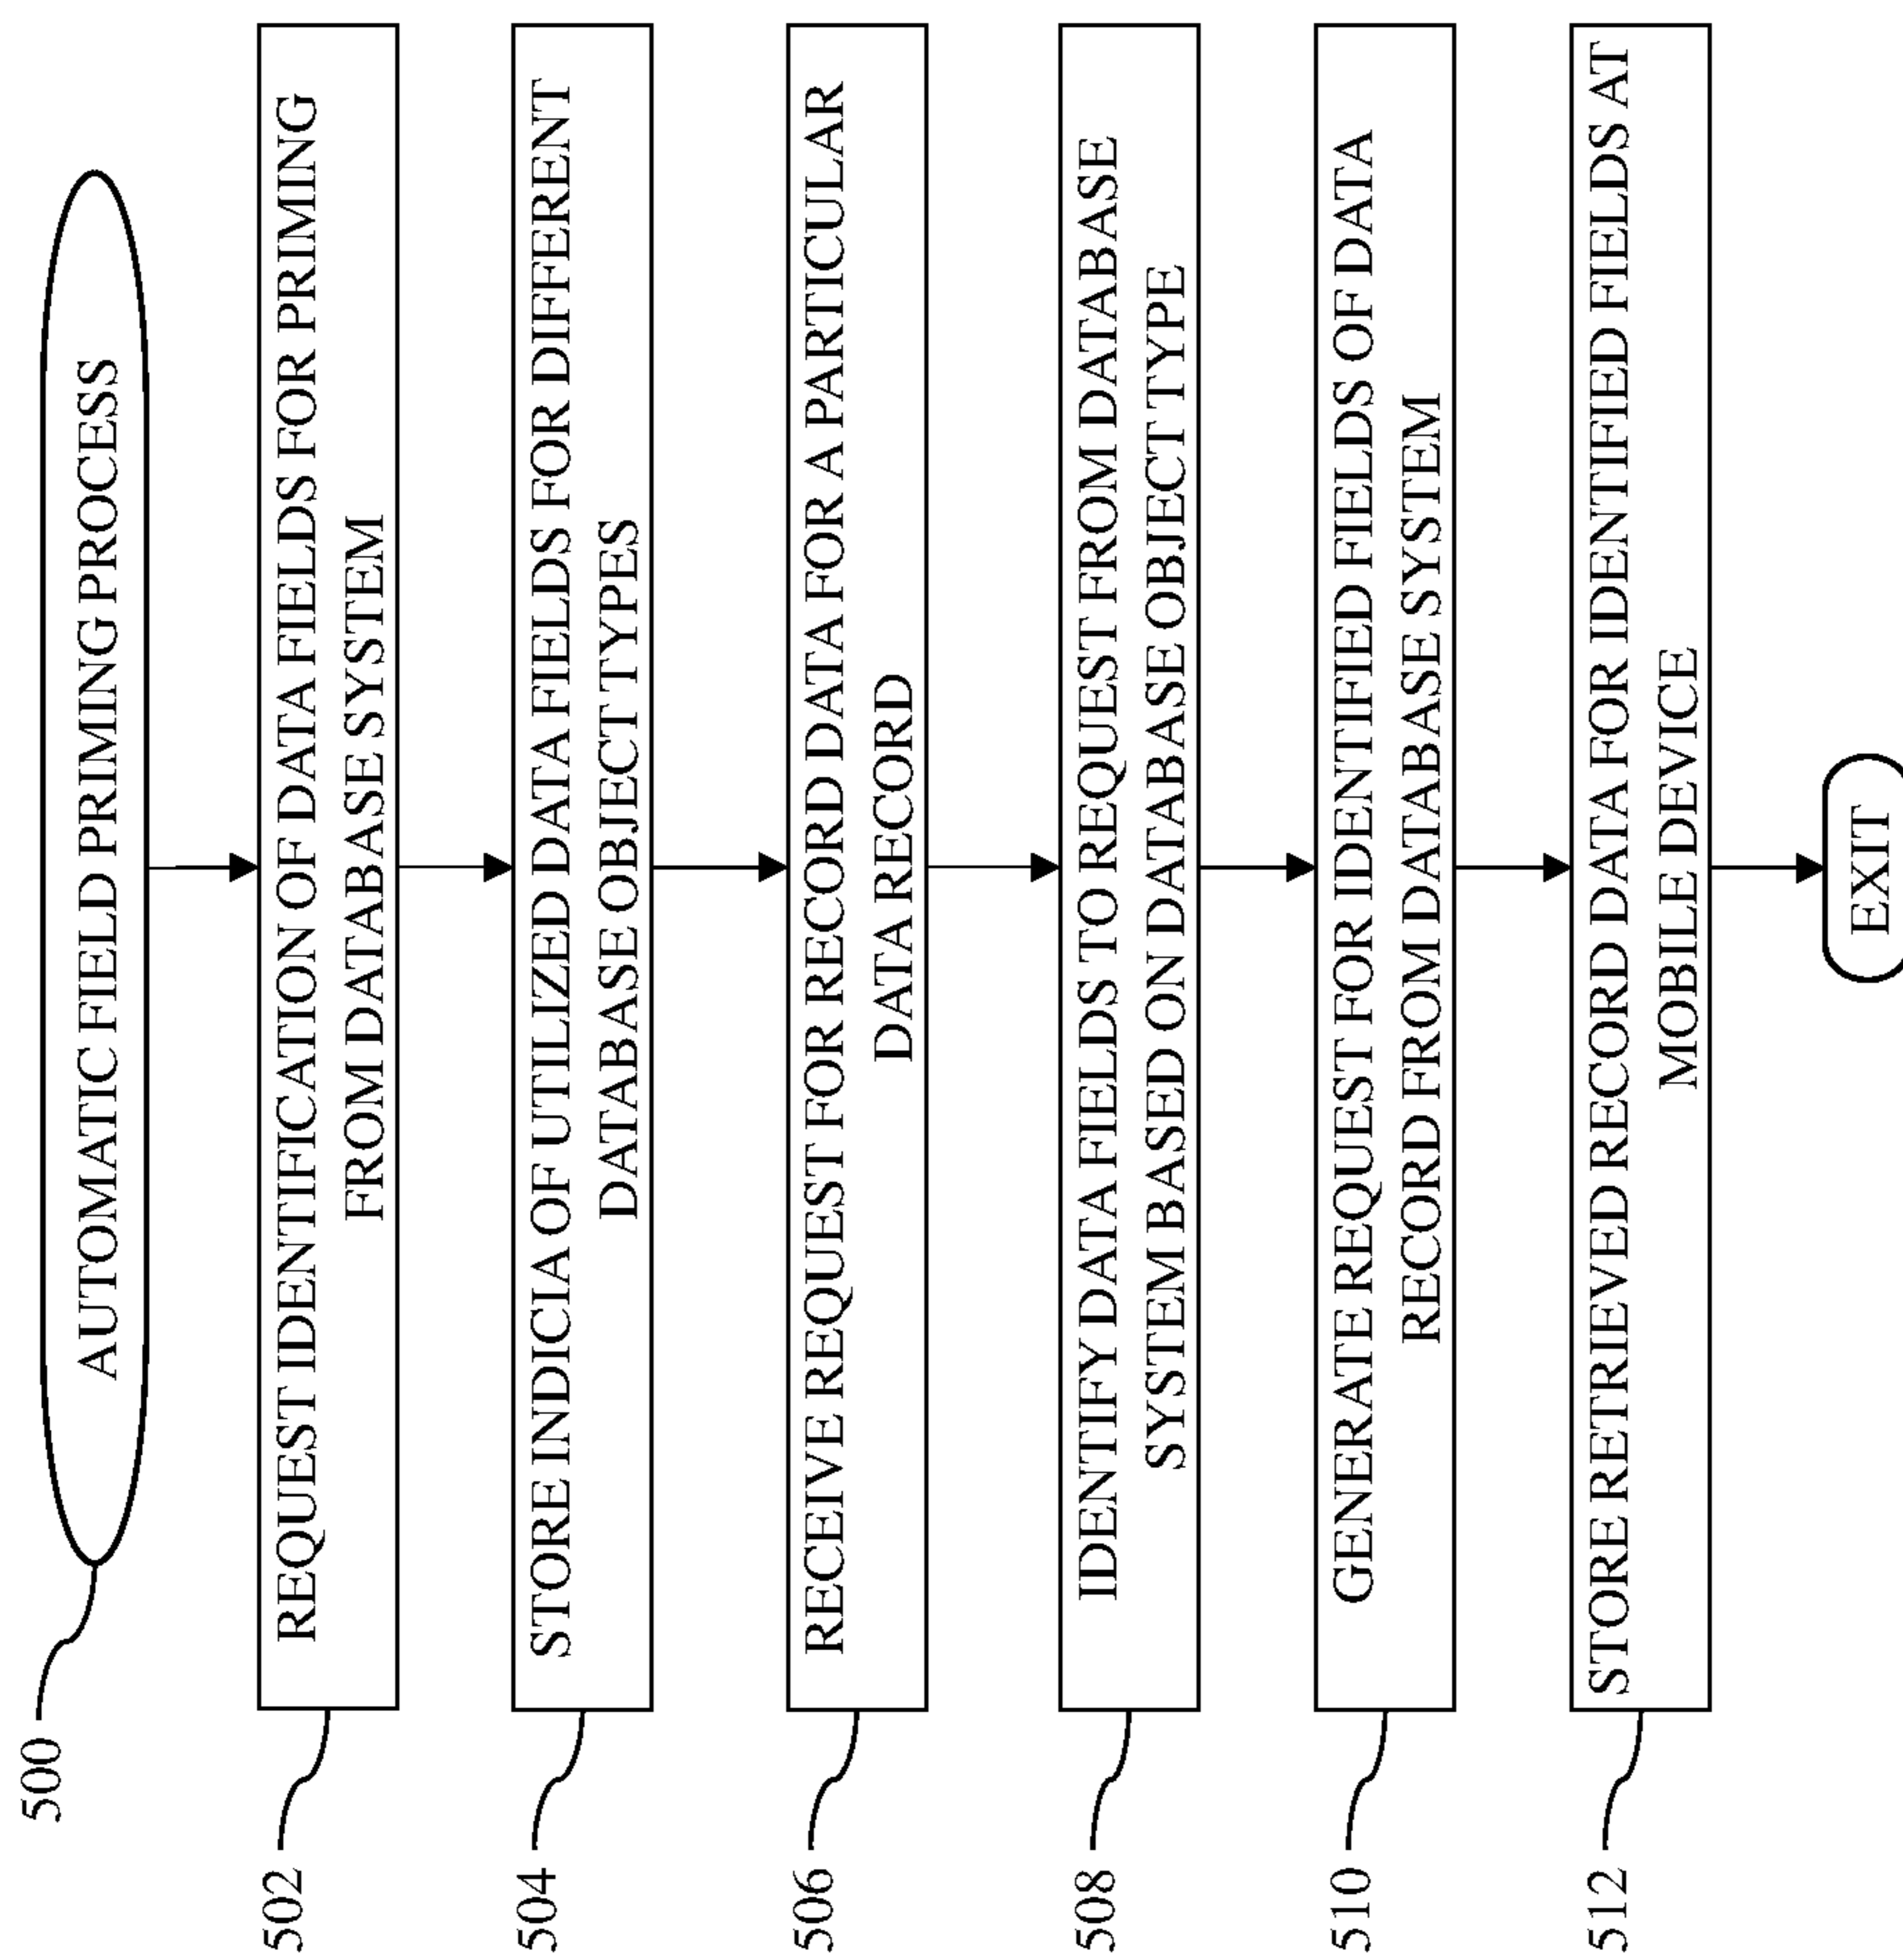 500
AUTOMATIC FIELD PRIMING PROCESS
502
REQUEST IDENTIFICATION OF DATA FIELDS FOR PRIMING
FROM DATABASE SYSTEM
504
STORE INDICIA OF UTILIZED DATA FIELDS FOR DIFFERENT
DATABASE OBJECT TYPES
506
RECEIVE REQUEST FOR RECORD DATA FOR A PARTICULAR
DATA RECORD
508
IDENTIFY DATA FIELDS TO REQUEST FROM DATABASE
SYSTEM BASED ON DATABASE OBJECT TYPE
510
GENERATE REQUEST FOR IDENTIFIED FIELDS OF DATA
RECORD FROM DATABASE SYSTEM
512
STORE RETRIEVED RECORD DATA FOR IDENTIFIED FIELDS AT
MOBILE DEVICE
EXIT